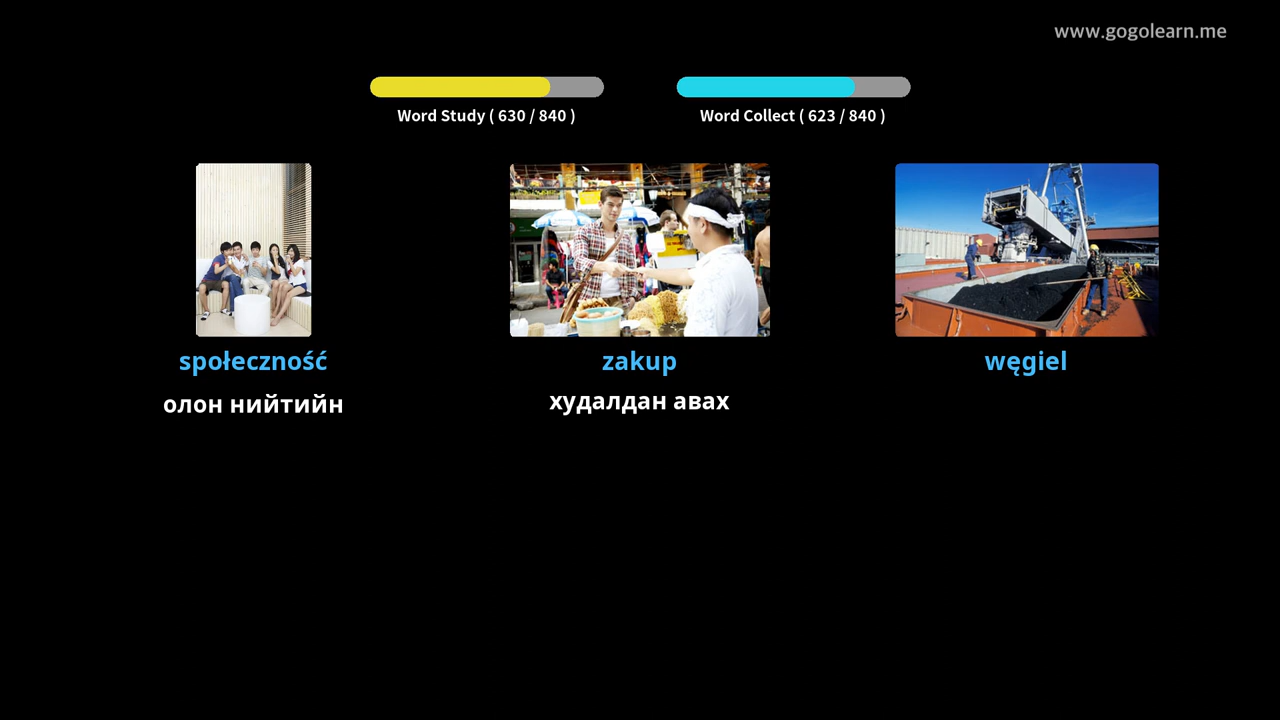 www.gogolearn.me
Word Study ( 630 / 840 )
Word Collect ( 623 / 840 )
społeczność
zakup
węgiel
олон нийтийн
худалдан авах